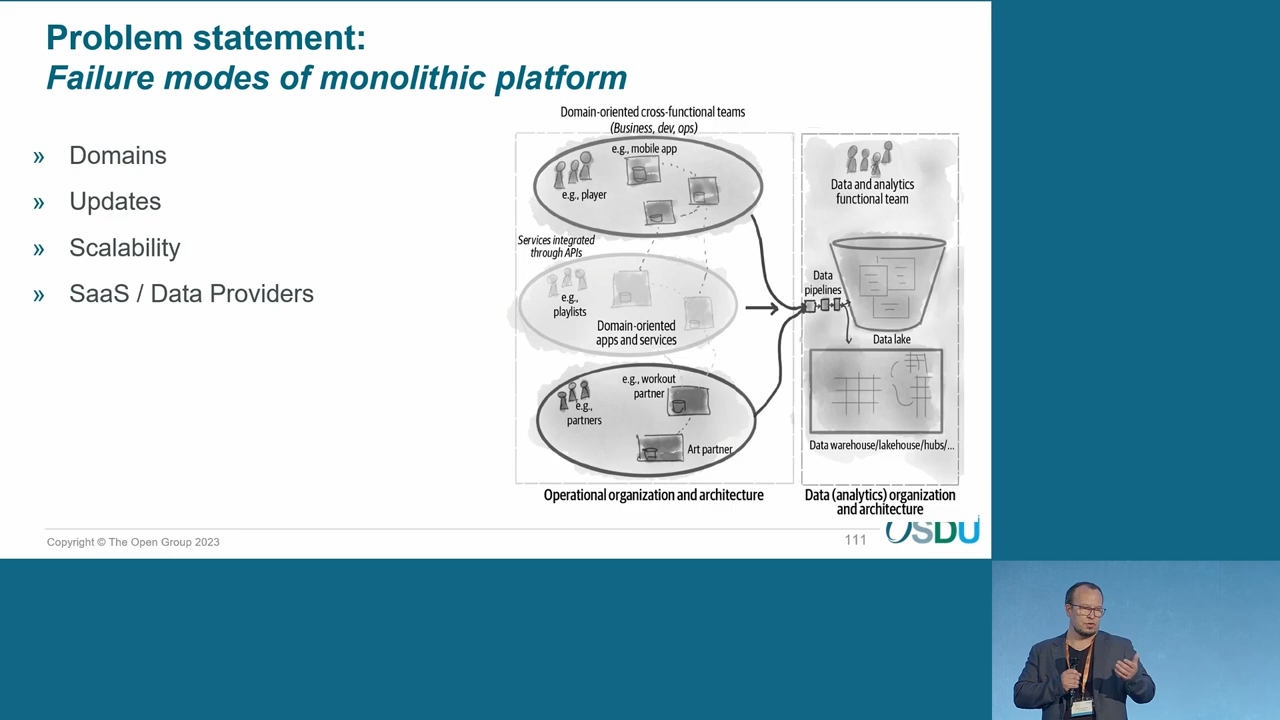 Problem statement:
Failure modes of monolithic platform
» Domains
» Updates
» Scalability
» SaaS / Data Providers
Domain-oriented cross-functional teams
(Business, dev, ops)
e.g., mobile app
e.g., player
Services integrated
through APIs
e.g.,
playlists
Domain-oriented
apps and services
e.g., workout
partner
e.g.,
partners
Art partner
Operational organization and architecture
Data and analytics
functional team
Data
pipelines
Data lake
Data warehouse/lakehouse/hubs/...
Data (analytics) organization
and architecture
Copyright © The Open Group 2023
111
OSDU